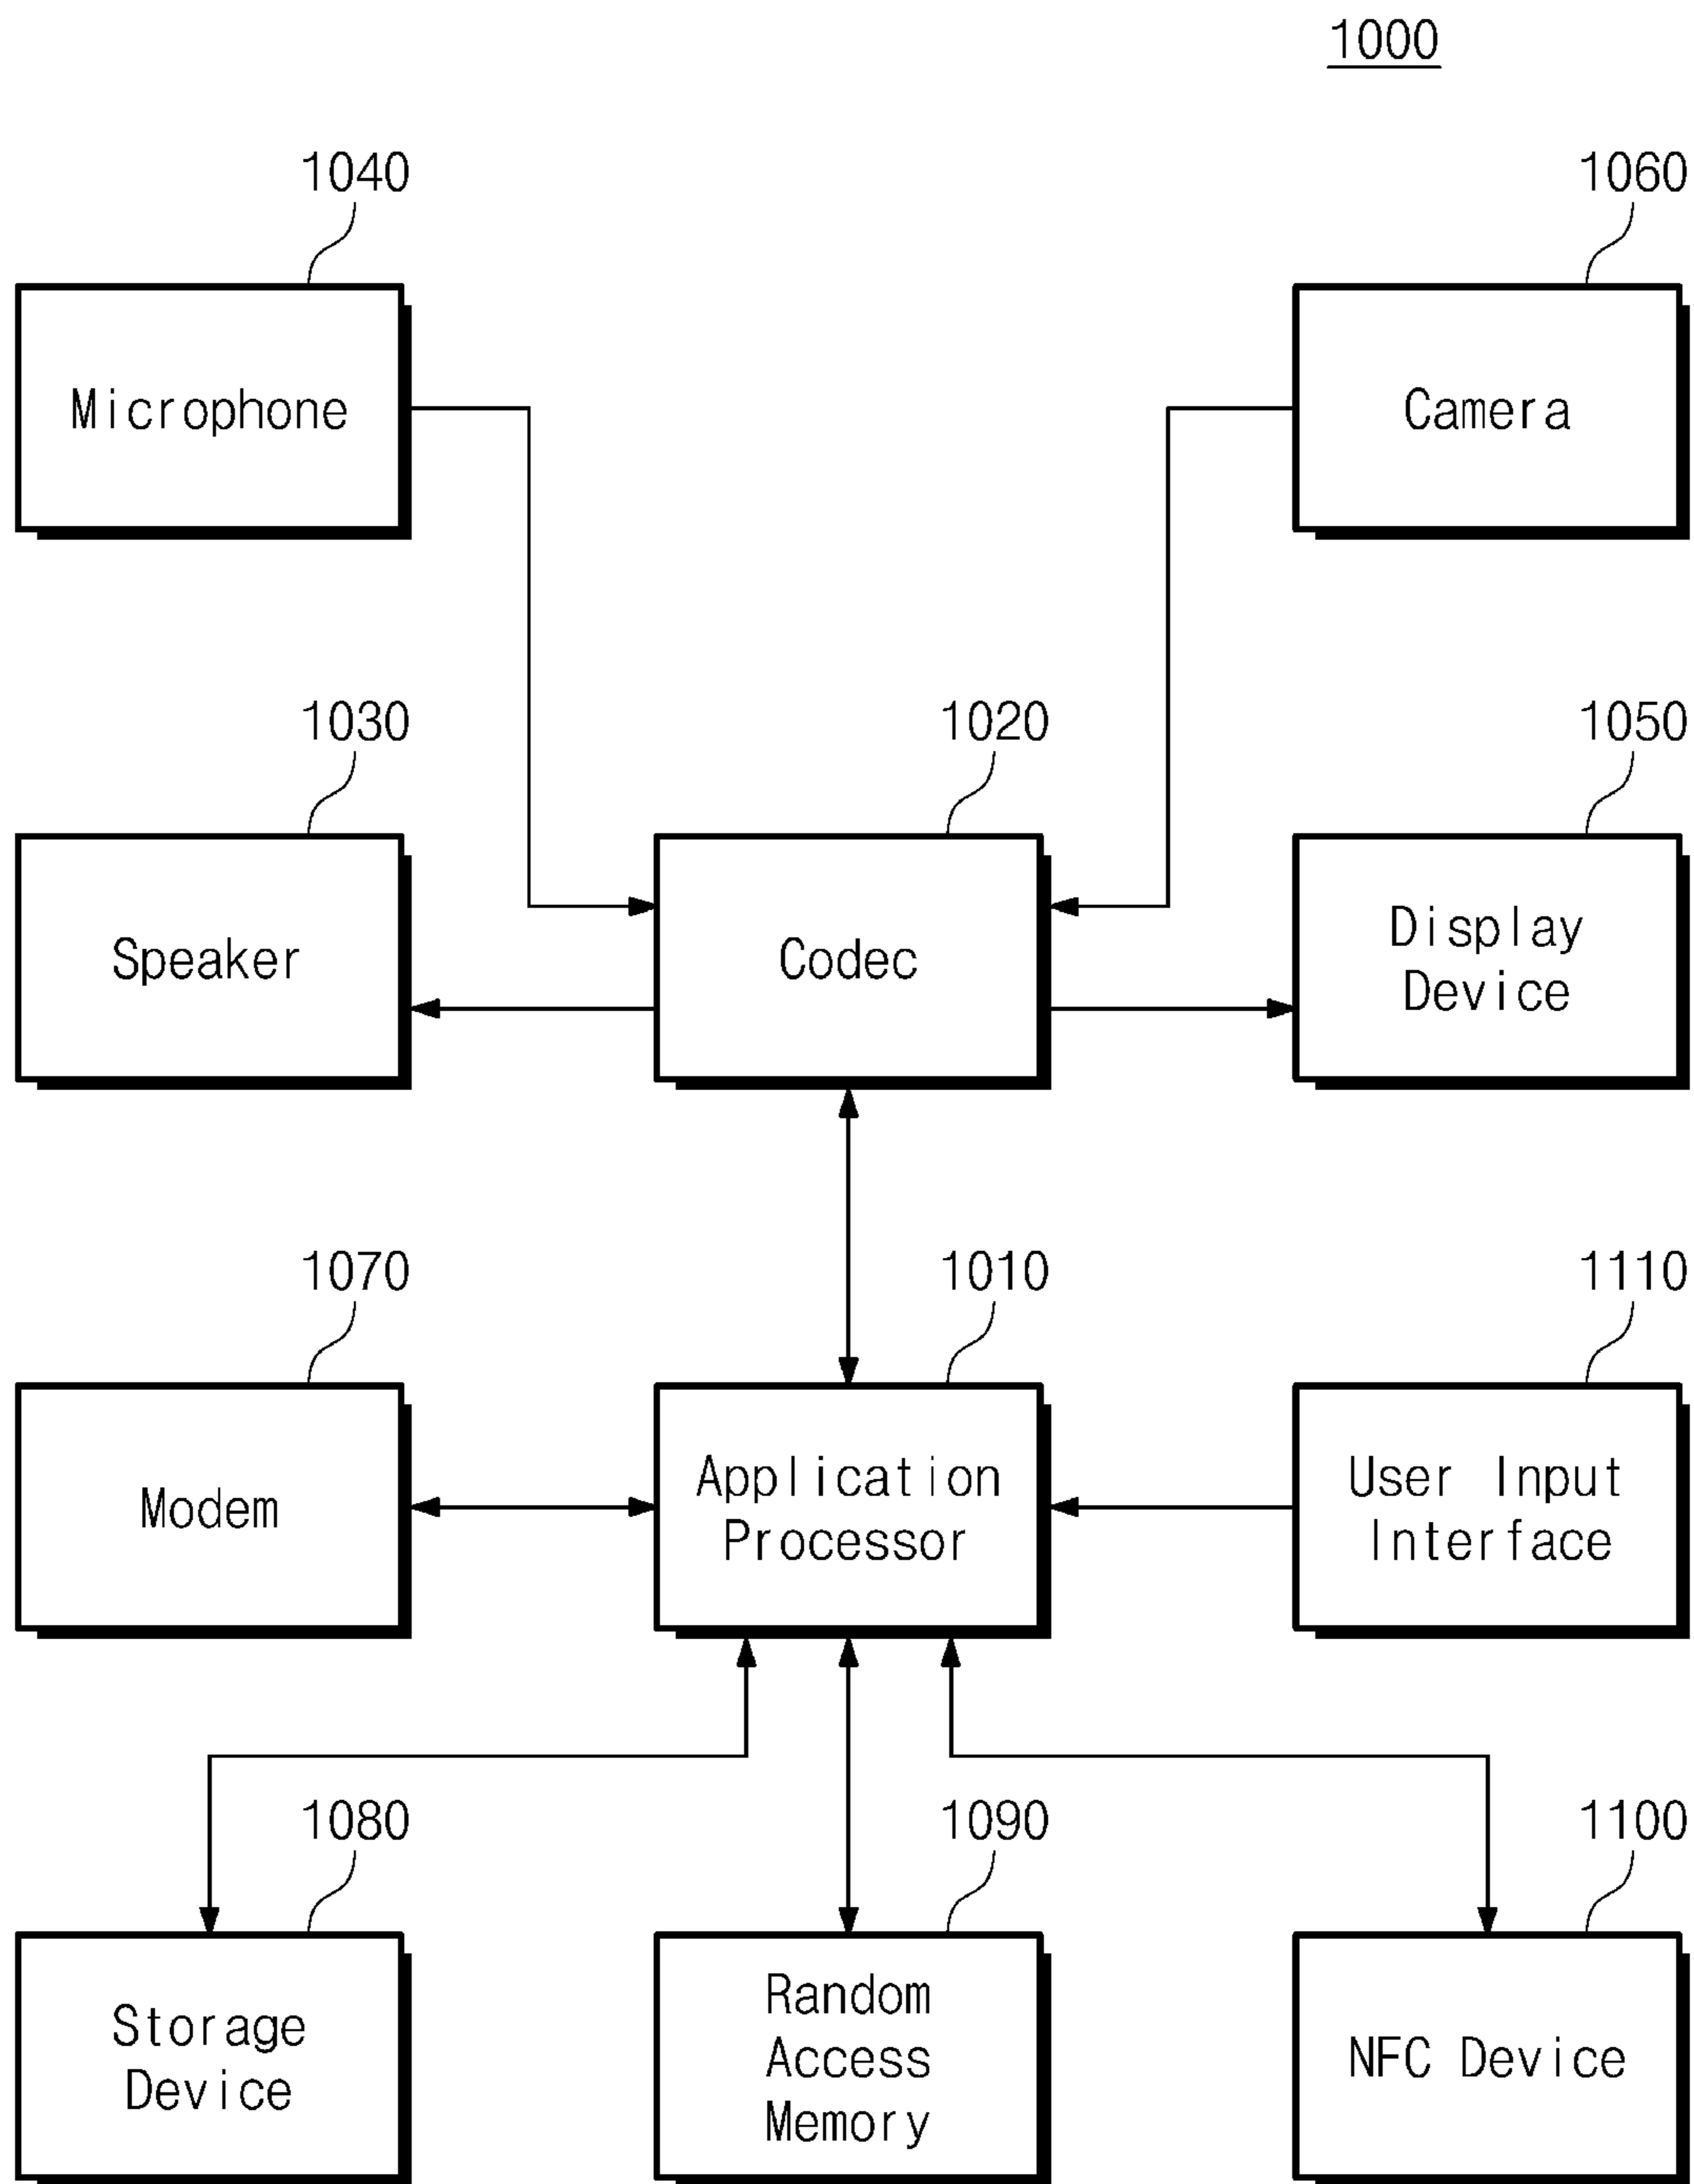 1000
1040
1060
Microphone
Camera
1030
1020
1050
Speaker
Codec
Display
Device
1070
1010
1110
Modem
Application
Processor
User Input
Interface
1080
1090
1100
Storage
Device
Random
Access
Memory
NFC Device